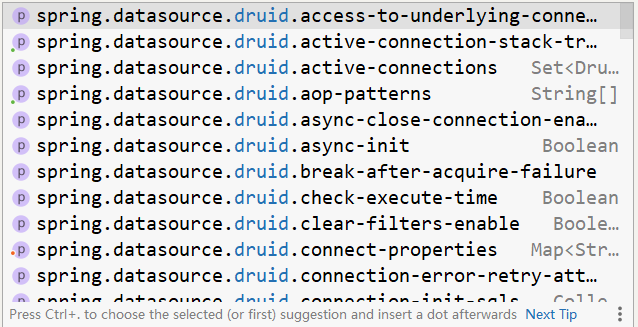 p spring.datasource.druid.access-to-underlying-conne…
p spring.datasource.druid.active-connection-stack-tr…
p spring.datasource.druid.active-connections Set<Dru…
p spring.datasource.druid.aop-patterns String[]
p spring.datasource.druid.async-close-connection-ena…
p spring.datasource.druid.async-init Boolean
p spring.datasource.druid.break-after-acquire-failure
p spring.datasource.druid.check-execute-time Boolean
p spring.datasource.druid.clear-filters-enable Boole…
p spring.datasource.druid.connect-properties Map<Str…
p spring.datasource.druid.connection-error-retry-att…
spring.datasource.druid.connection-init-sqls Colle…
Press Ctrl+. to choose the selected (or first) suggestion and insert a dot afterwards Next Tip